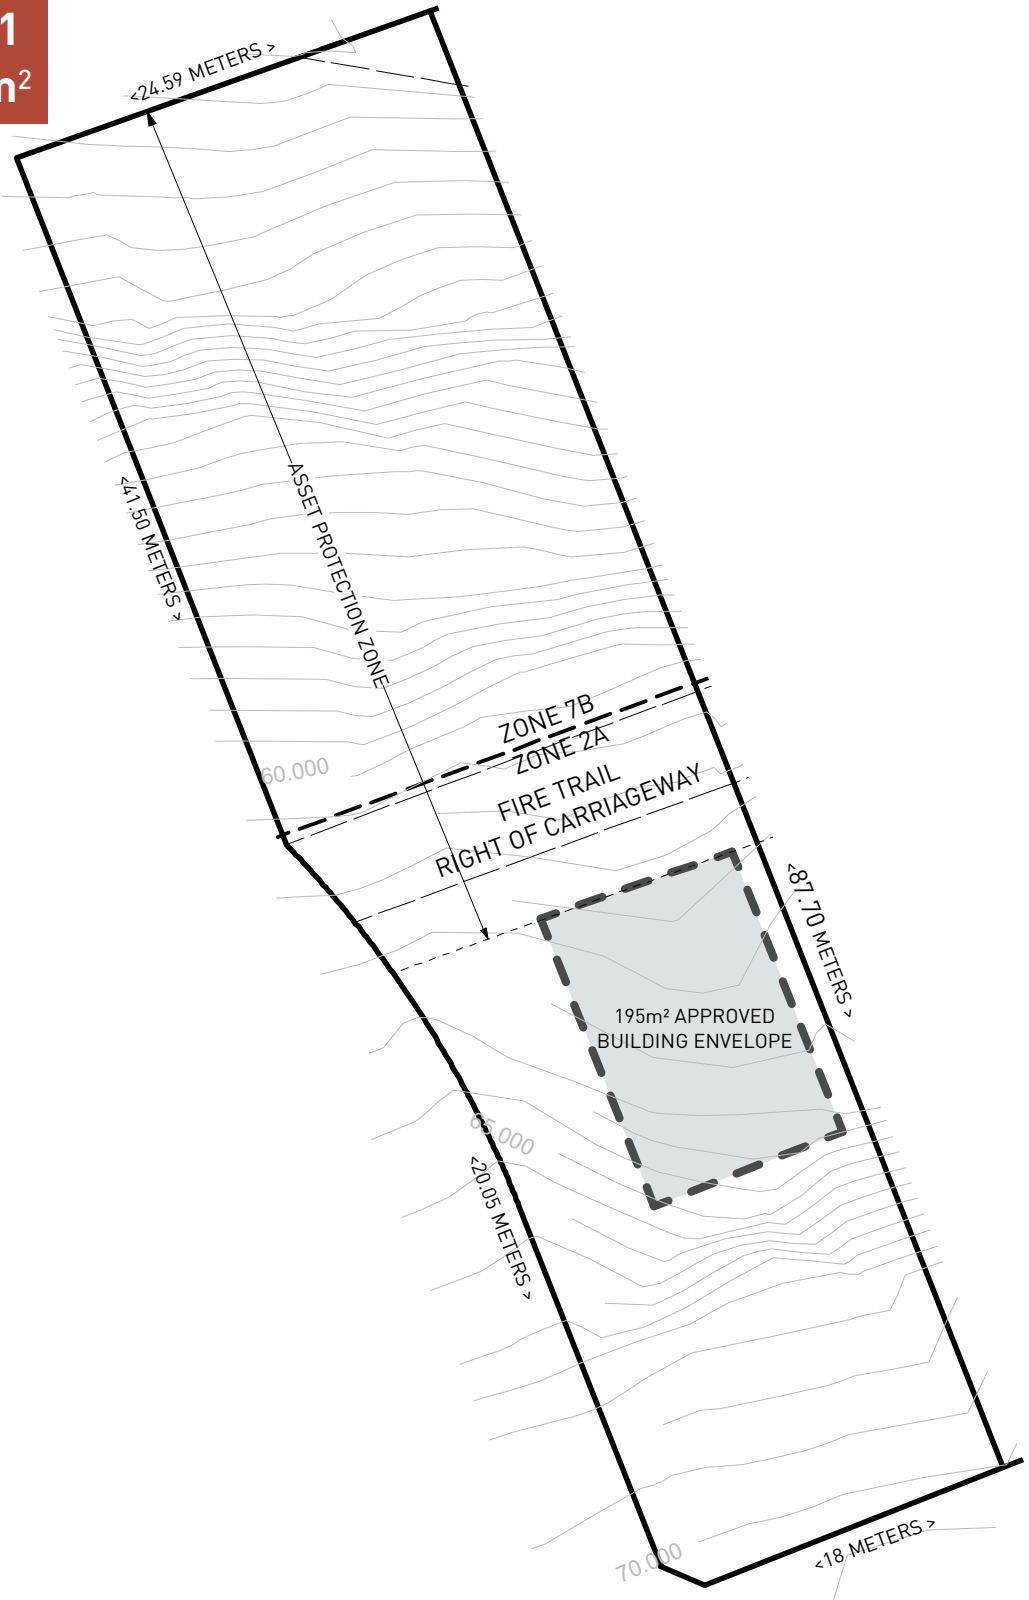 1
m²
<24.59 METERS >
<41.50 METERS >
ASSET PROTECTION ZONE
ZONE 7B
ZONE 2A
60.000
FIRE TRAIL
RIGHT OF CARRIAGEWAY
<87.70 METERS >
195m² APPROVED
BUILDING ENVELOPE
65.000
<20.05 METERS >
<18 METERS >
70.000